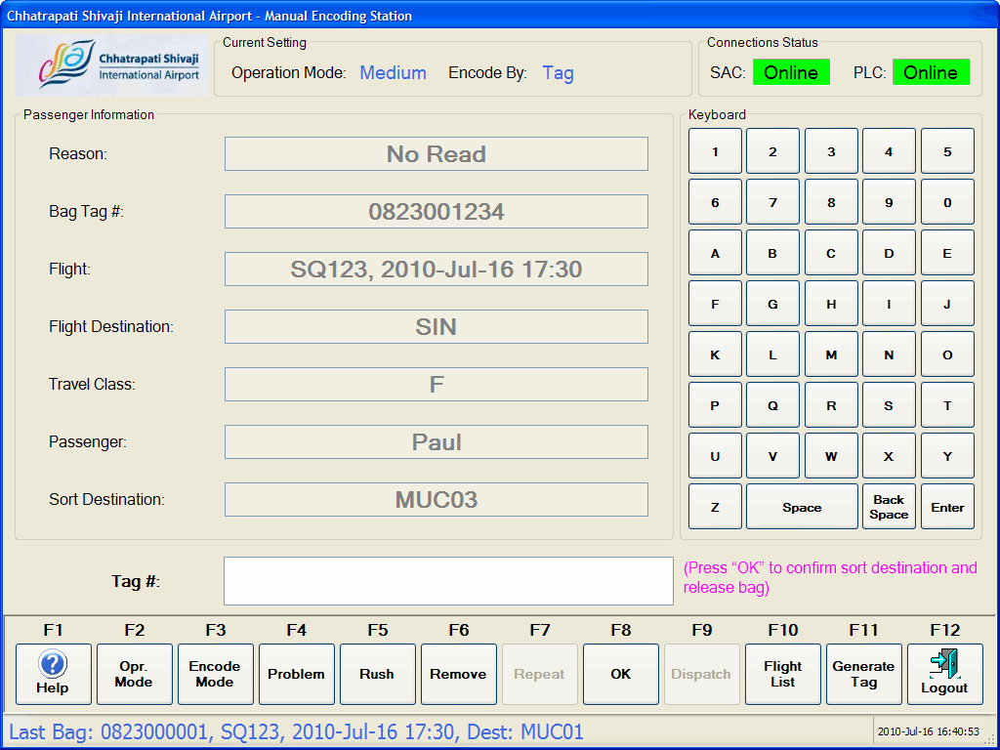 Chhatrapati Shivaji International Airport - Manual Encoding Station
Chhatrapati Shivaji
International Airport
Current Setting
Operation Mode: Medium Encode By: Tag
Connections Status
SAC: Online PLC: Online
Passenger Information
Reason: No Read
Bag Tag #: 0823001234
Flight: SQ123, 2010-Jul-16 17:30
Flight Destination: SIN
Travel Class: F
Passenger: Paul
Sort Destination: MUC03
Keyboard
1 2 3 4 5
6 7 8 9 0
A B C D E
F G H I J
K L M N O
P Q R S T
U V W X Y
Z Space Back Space Enter
Tag #:
(Press “OK” to confirm sort destination and
release bag)
F1 F2 F3 F4 F5 F6 F7 F8 F9 F10 F11 F12
Help
Opr.
Mode
Encode
Mode
Problem
Rush
Remove
Repeat
OK
Dispatch
Flight
List
Generate
Tag
Logout
Last Bag: 0823000001, SQ123, 2010-Jul-16 17:30, Dest: MUC01
2010-Jul-16 16:40:53